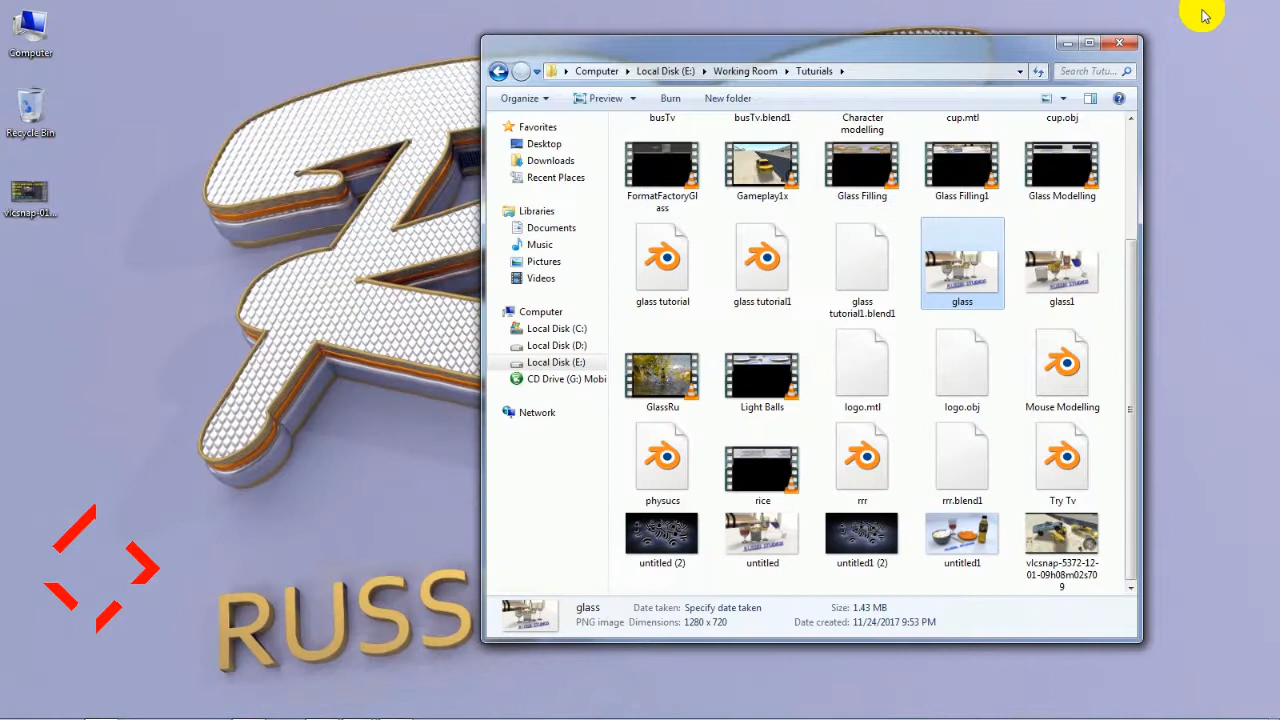 Computer
Recycle Bin
vlcsnap-01...
RUSS
Computer
Local Disk (E:)
Working Room
Tuturials
Search Tutu...
Organize
Preview
Burn
New folder
Favorites
Desktop
Downloads
Recent Places
Libraries
Documents
Music
Pictures
Videos
Computer
Local Disk (C:)
Local Disk (D:)
Local Disk (E:)
CD Drive (G:) Mobi
Network
busTv
busTv.blend1
Character
modelling
cup.mtl
cup.obj
FormatFactoryGl
ass
Gameplay1x
Glass Filling
Glass Filling1
Glass Modelling
glass tutorial
glass tutorial1
glass
tutorial1.blend1
glass
glass1
GlassRu
Light Balls
logo.mtl
logo.obj
Mouse Modelling
physucs
rice
rrr
rrr.blend1
Try Tv
untitled (2)
untitled
untitled1 (2)
untitled1
vlcsnap-5372-12-
01-09h08m02s70
9
glass
PNG image
Date taken: Specify date taken
Dimensions: 1280 x 720
Size: 1.43 MB
Date created: 11/24/2017 9:53 PM